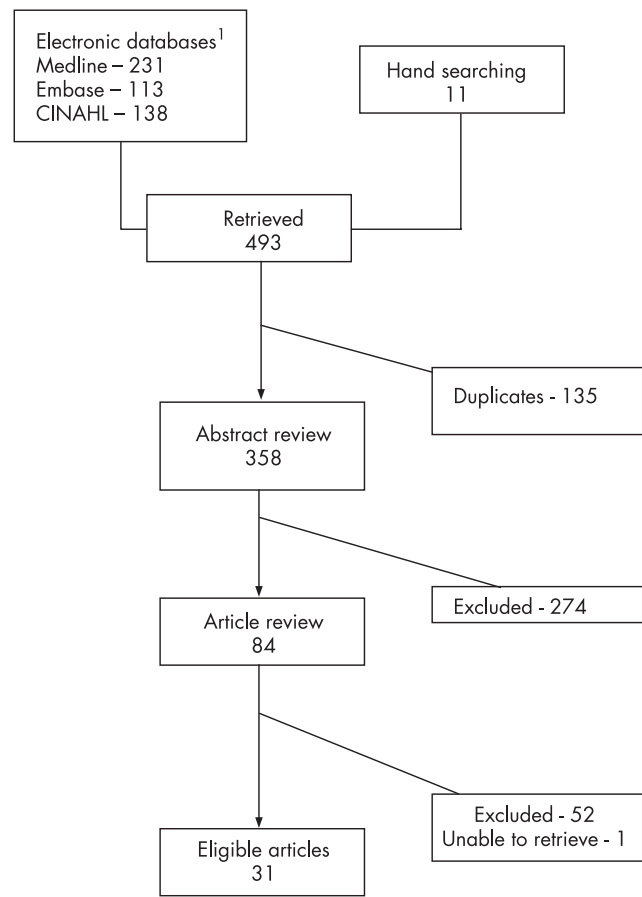 Electronic databases¹
Medline – 231
Embase – 113
CINAHL – 138
Hand searching
11
Retrieved
493
Duplicates - 135
Abstract review
358
Excluded - 274
Article review
84
Excluded - 52
Unable to retrieve - 1
Eligible articles
31